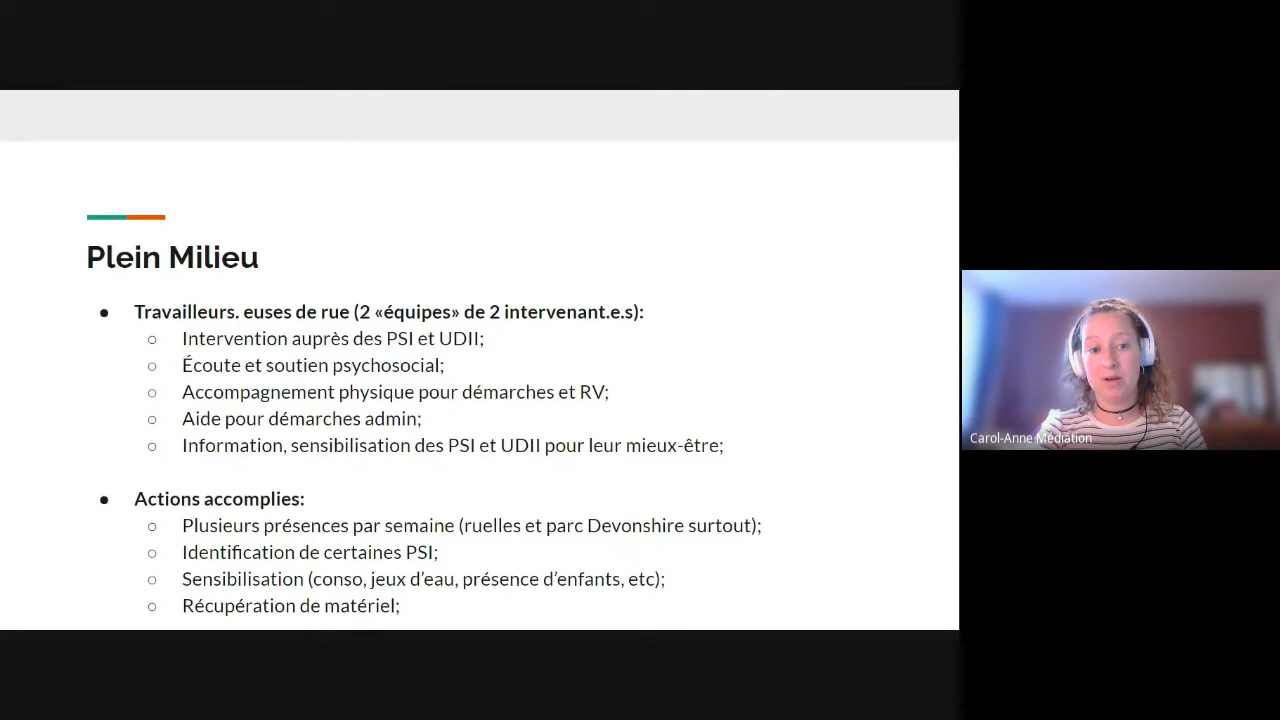 Plein Milieu
● Travailleurs. euses de rue (2 «équipes» de 2 intervenant.e.s):
○ Intervention auprès des PSI et UDII;
○ Écoute et soutien psychosocial;
○ Accompagnement physique pour démarches et RV;
○ Aide pour démarches admin;
○ Information, sensibilisation des PSI et UDII pour leur mieux-être;
● Actions accomplies:
○ Plusieurs présences par semaine (ruelles et parc Devonshire surtout);
○ Identification de certaines PSI;
○ Sensibilisation (conso, jeux d’eau, présence d’enfants, etc);
○ Récupération de matériel;
Carol-Anne Médiation